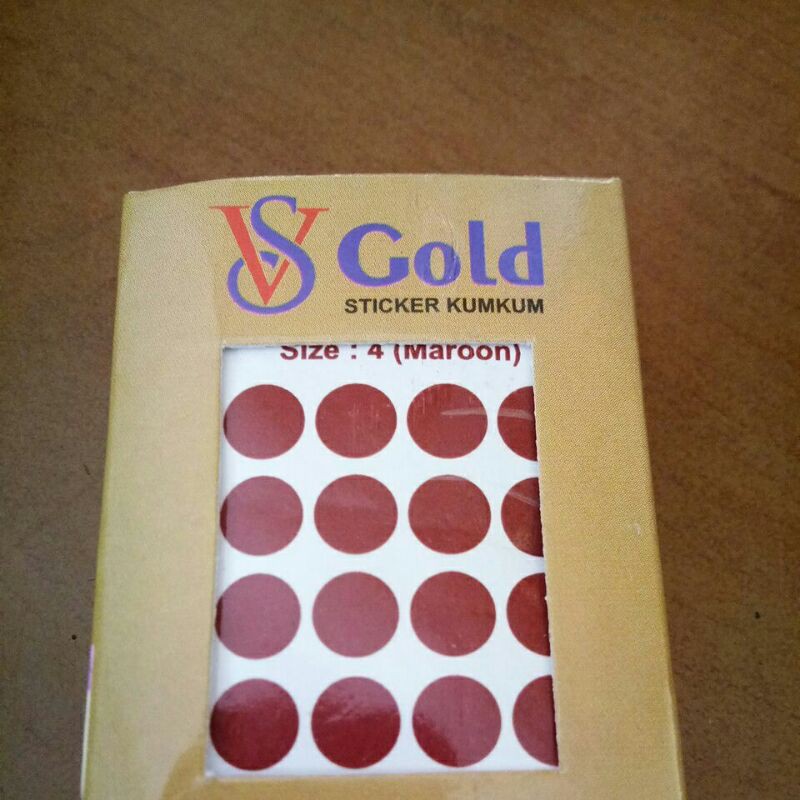 VS Gold
STICKER KUMKUM
Size : 4 (Maroon)